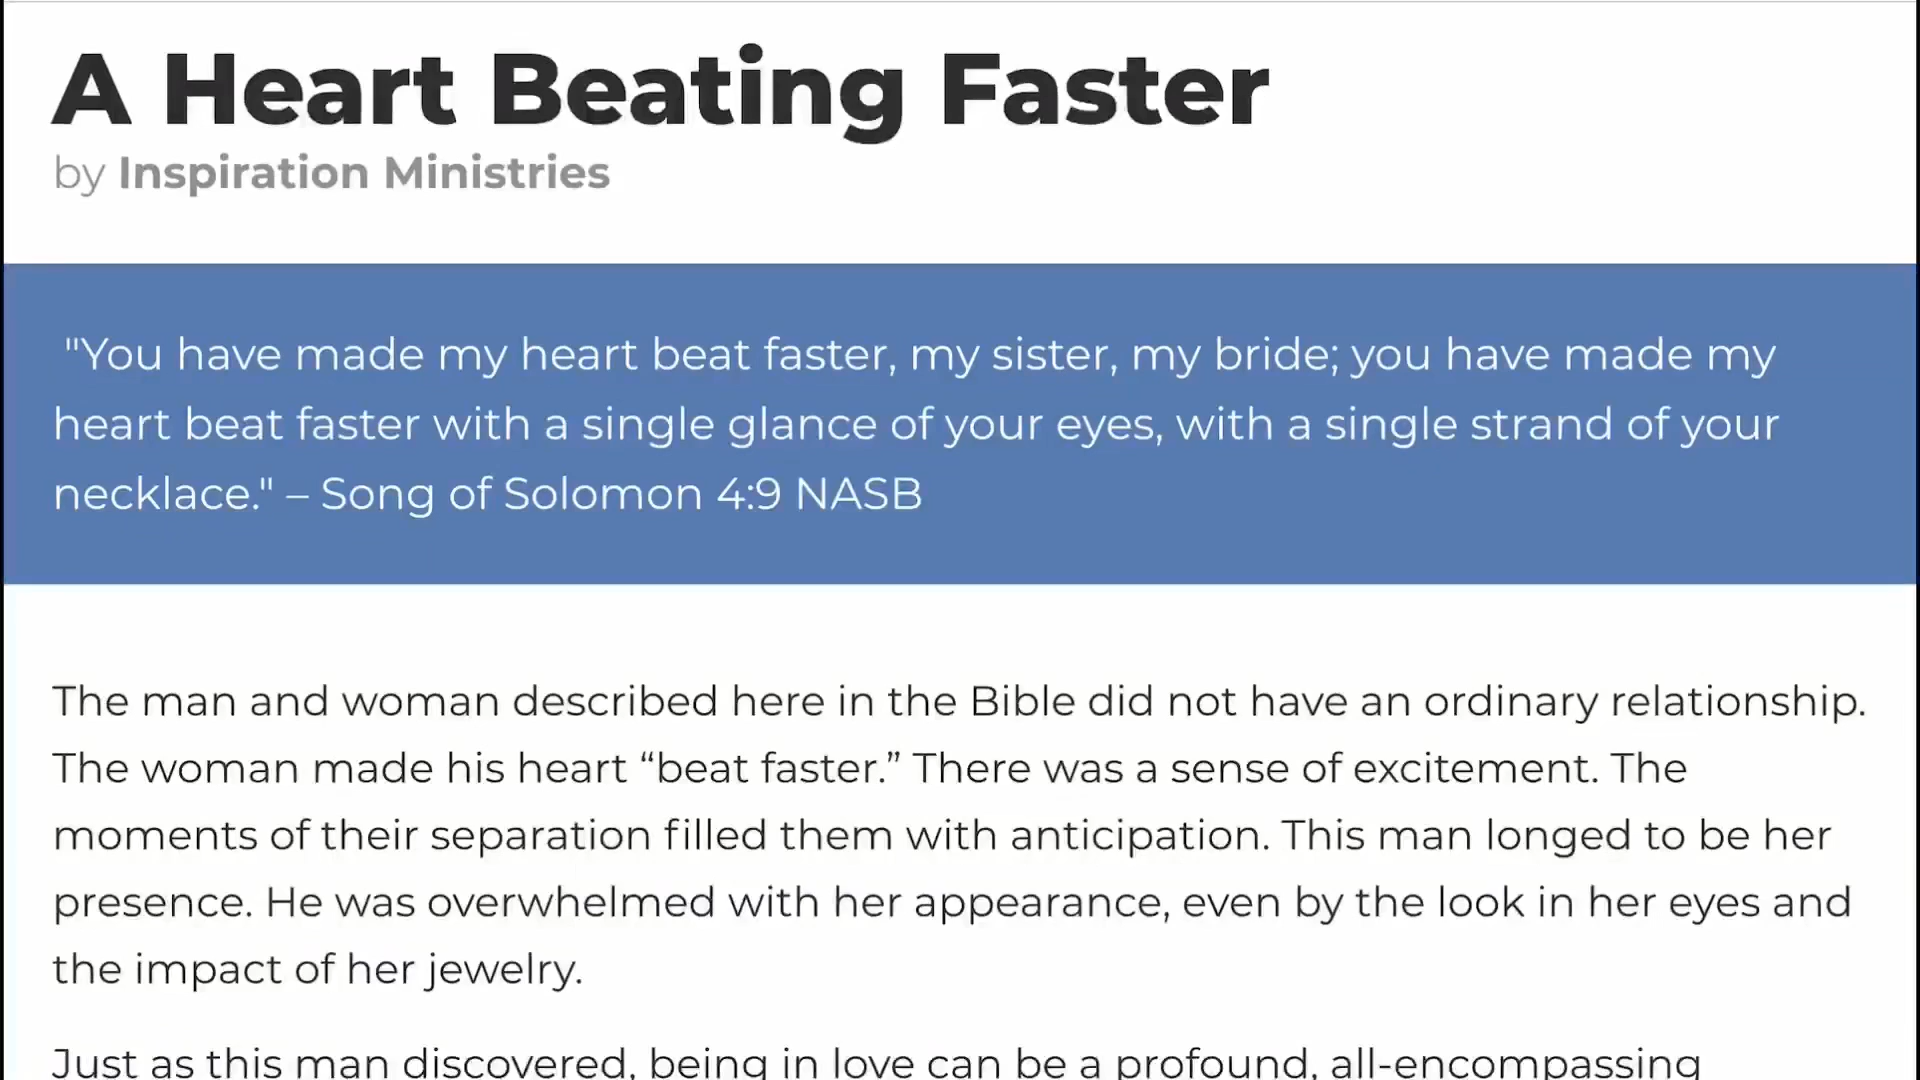 A Heart Beating Faster
by Inspiration Ministries
"You have made my heart beat faster, my sister, my bride; you have made my
heart beat faster with a single glance of your eyes, with a single strand of your
necklace." – Song of Solomon 4:9 NASB
The man and woman described here in the Bible did not have an ordinary relationship.
The woman made his heart “beat faster.” There was a sense of excitement. The
moments of their separation filled them with anticipation. This man longed to be her
presence. He was overwhelmed with her appearance, even by the look in her eyes and
the impact of her jewelry.
Just as this man discovered, being in love can be a profound, all-encompassing